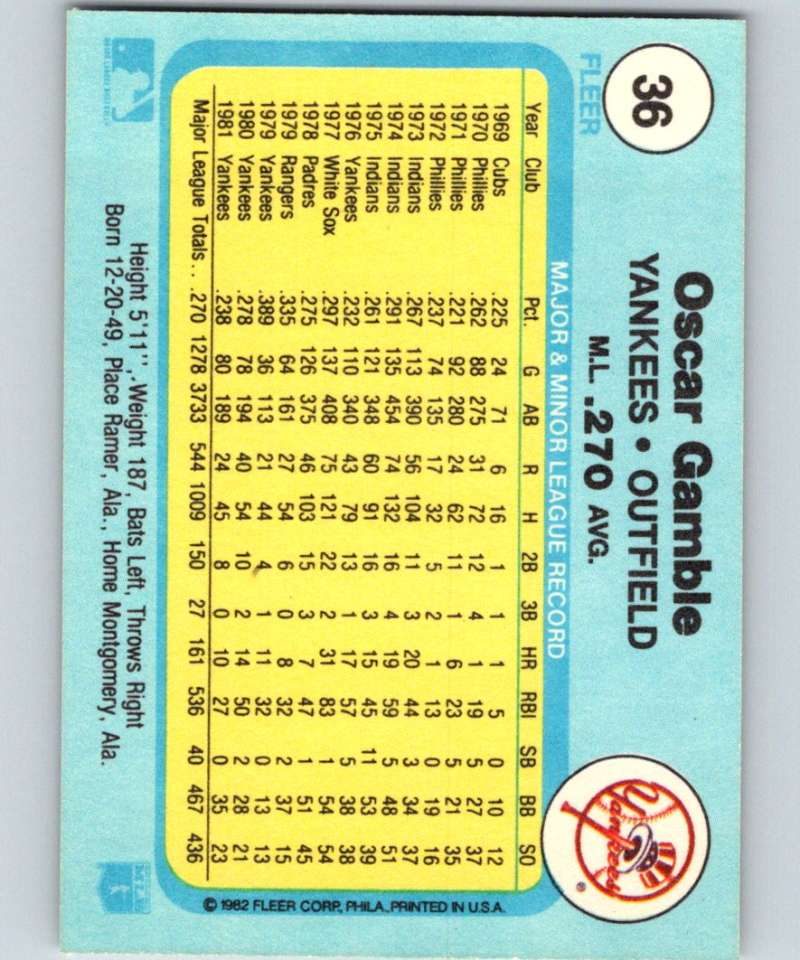 36
FLEER
Oscar Gamble
YANKEES • OUTFIELD
M.L. .270 AVG.
Yankees
®
MAJOR & MINOR LEAGUE RECORD
Year Club Pct. G AB R H 2B 3B HR RBI SB BB SO
1969 Cubs .225 24 71 6 16 1 1 1 5 0 10 12
1970 Phillies .262 88 275 31 72 12 4 1 19 5 27 37
1971 Phillies .221 92 280 24 62 11 1 6 23 5 21 35
1972 Phillies .237 74 135 17 32 5 2 1 13 0 19 16
1973 Indians .267 113 390 56 104 11 3 20 44 3 34 37
1974 Indians .291 135 454 74 132 16 4 19 59 5 48 51
1975 Indians .261 121 348 60 91 16 3 15 45 11 53 39
1976 Yankees .232 110 340 43 79 13 1 17 57 5 38 38
1977 White Sox .297 137 408 75 121 22 2 31 83 1 54 54
1978 Padres .275 126 375 46 103 15 3 7 47 1 51 45
1979 Rangers .335 64 161 27 54 6 0 8 32 2 37 15
1979 Yankees .389 36 113 21 44 4 1 11 32 0 13 13
1980 Yankees .278 78 194 40 54 10 2 14 50 2 28 21
1981 Yankees .238 80 189 24 45 8 0 10 27 0 35 23
Major League Totals . . .270 1278 3733 544 1009 150 27 161 536 40 467 436
Height 5'11", Weight 187, Bats Left, Throws Right
Born 12-20-49, Place Ramer, Ala., Home Montgomery, Ala.
© 1982 FLEER CORP., PHILA., PRINTED IN U.S.A.